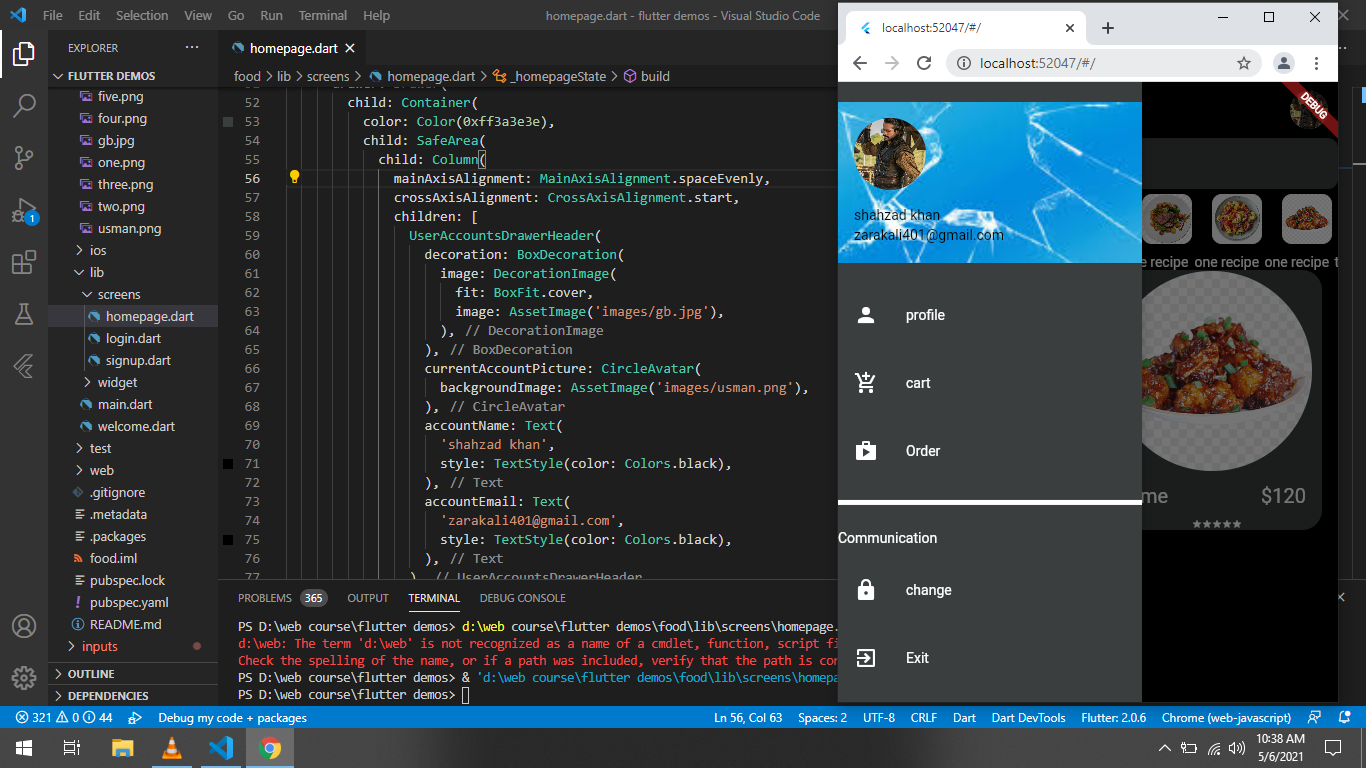 File Edit Selection View Go Run Terminal Help
homepage.dart - flutter demos - Visual Studio Code
EXPLORER
FLUTTER DEMOS
five.png
four.png
gb.jpg
one.png
three.png
two.png
usman.png
ios
lib
screens
homepage.dart
login.dart
signup.dart
widget
main.dart
welcome.dart
test
web
.gitignore
.metadata
.packages
food.iml
pubspec.lock
pubspec.yaml
README.md
inputs
OUTLINE
DEPENDENCIES
1
homepage.dart
food > lib > screens > homepage.dart > _homepageState > build
52 child: Container(
53 color: Color(0xff3a3e3e),
54 child: SafeArea(
55 child: Column(
56 mainAxisAlignment: MainAxisAlignment.spaceEvenly,
57 crossAxisAlignment: CrossAxisAlignment.start,
58 children: [
59 UserAccountsDrawerHeader(
60 decoration: BoxDecoration(
61 image: DecorationImage(
62 fit: BoxFit.cover,
63 image: AssetImage('images/gb.jpg'),
64 ), // DecorationImage
65 ), // BoxDecoration
66 currentAccountPicture: CircleAvatar(
67 backgroundImage: AssetImage('images/usman.png'),
68 ), // CircleAvatar
69 accountName: Text(
70 'shahzad khan',
71 style: TextStyle(color: Colors.black),
72 ), // Text
73 accountEmail: Text(
74 'zarakali401@gmail.com',
75 style: TextStyle(color: Colors.black),
76 ), // Text
77 ), // UserAccountsDrawerHeader
PROBLEMS 365 OUTPUT TERMINAL DEBUG CONSOLE
PS D:\web course\flutter demos> d:\web course\flutter demos\food\lib\screens\homepage.
d:\web: The term 'd:\web' is not recognized as a name of a cmdlet, function, script fi
Check the spelling of the name, or if a path was included, verify that the path is cor
PS D:\web course\flutter demos> & 'd:\web course\flutter demos\food\lib\screens\homepa
PS D:\web course\flutter demos>
localhost:52047/#/
localhost:52047/#/
DEBUG
shahzad khan
zarakali401@gmail.com
profile
cart
Order
Communication
change
Exit
ne recipe one recipe one recipe t
me $120
321 0 44 Debug my code + packages
Ln 56, Col 63 Spaces: 2 UTF-8 CRLF Dart Dart DevTools Flutter: 2.0.6 Chrome (web-javascript)
10:38 AM
5/6/2021